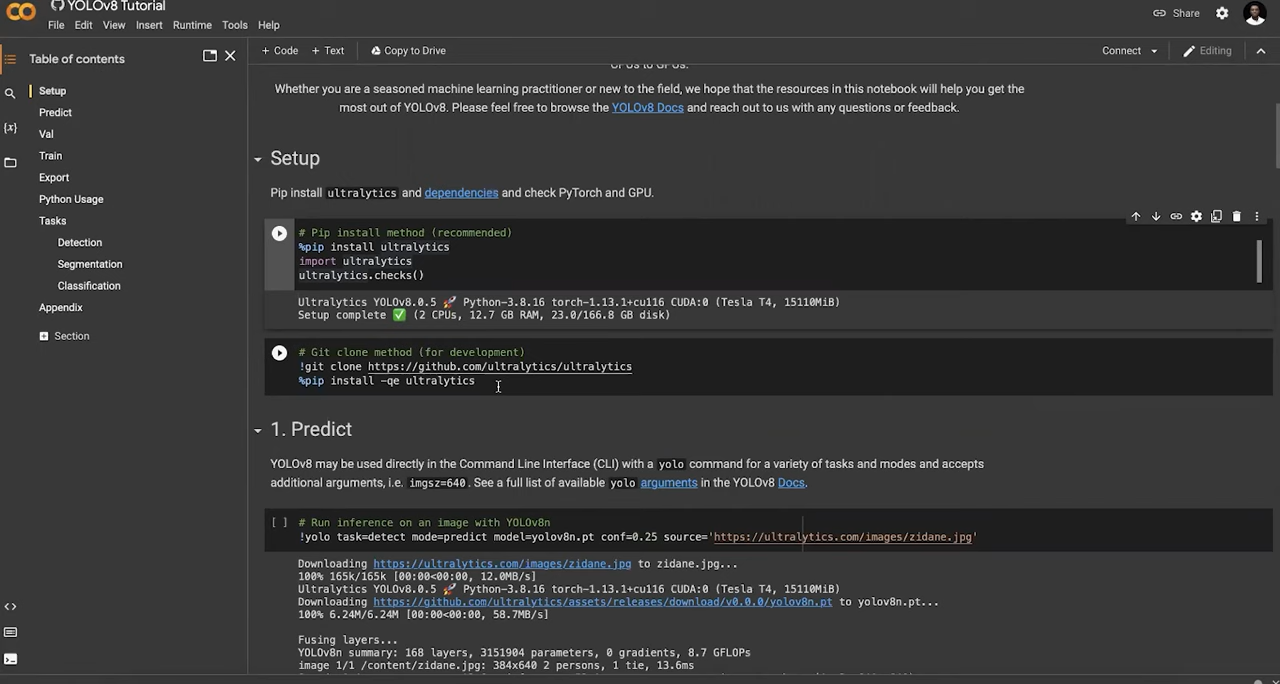 YOLOv8 Tutorial
File Edit View Insert Runtime Tools Help
Share
Table of contents
Setup
Predict
Val
Train
Export
Python Usage
Tasks
Detection
Segmentation
Classification
Appendix
Section
+ Code + Text Copy to Drive
Connect Editing
CPUs to GPUs.
Whether you are a seasoned machine learning practitioner or new to the field, we hope that the resources in this notebook will help you get the
most out of YOLOv8. Please feel free to browse the YOLOv8 Docs and reach out to us with any questions or feedback.
Setup
Pip install ultralytics and dependencies and check PyTorch and GPU.
# Pip install method (recommended)
%pip install ultralytics
import ultralytics
ultralytics.checks()
Ultralytics YOLOv8.0.5 🚀 Python-3.8.16 torch-1.13.1+cu116 CUDA:0 (Tesla T4, 15110MiB)
Setup complete ✅ (2 CPUs, 12.7 GB RAM, 23.0/166.8 GB disk)
# Git clone method (for development)
!git clone https://github.com/ultralytics/ultralytics
%pip install -qe ultralytics
1. Predict
YOLOv8 may be used directly in the Command Line Interface (CLI) with a yolo command for a variety of tasks and modes and accepts
additional arguments, i.e. imgsz=640. See a full list of available yolo arguments in the YOLOv8 Docs.
[ ] # Run inference on an image with YOLOv8n
!yolo task=detect mode=predict model=yolov8n.pt conf=0.25 source='https://ultralytics.com/images/zidane.jpg'
Downloading https://ultralytics.com/images/zidane.jpg to zidane.jpg...
100% 165k/165k [00:00<00:00, 12.0MB/s]
Ultralytics YOLOv8.0.5 🚀 Python-3.8.16 torch-1.13.1+cu116 CUDA:0 (Tesla T4, 15110MiB)
Downloading https://github.com/ultralytics/assets/releases/download/v0.0.0/yolov8n.pt to yolov8n.pt...
100% 6.24M/6.24M [00:00<00:00, 58.7MB/s]
Fusing layers...
YOLOv8n summary: 168 layers, 3151904 parameters, 0 gradients, 8.7 GFLOPs
image 1/1 /content/zidane.jpg: 384x640 2 persons, 1 tie, 13.6ms